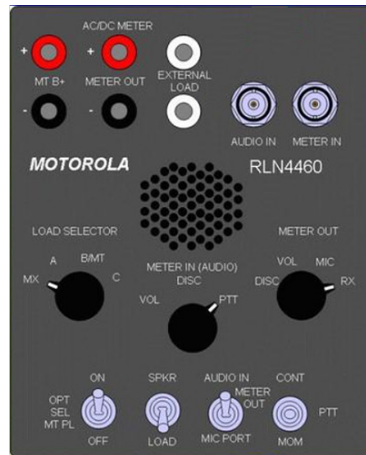 AC/DC METER
+ +
MT B+ METER OUT EXTERNAL
LOAD
- -
AUDIO IN METER IN
MOTOROLA RLN4460
LOAD SELECTOR METER OUT
A B/MT C MX
METER IN (AUDIO)
DISC
VOL PTT
VOL MIC
DISC RX
ON SPKR AUDIO IN CONT
OPT
SEL
MT PL
METER
OUT
PTT
OFF LOAD MIC PORT MOM